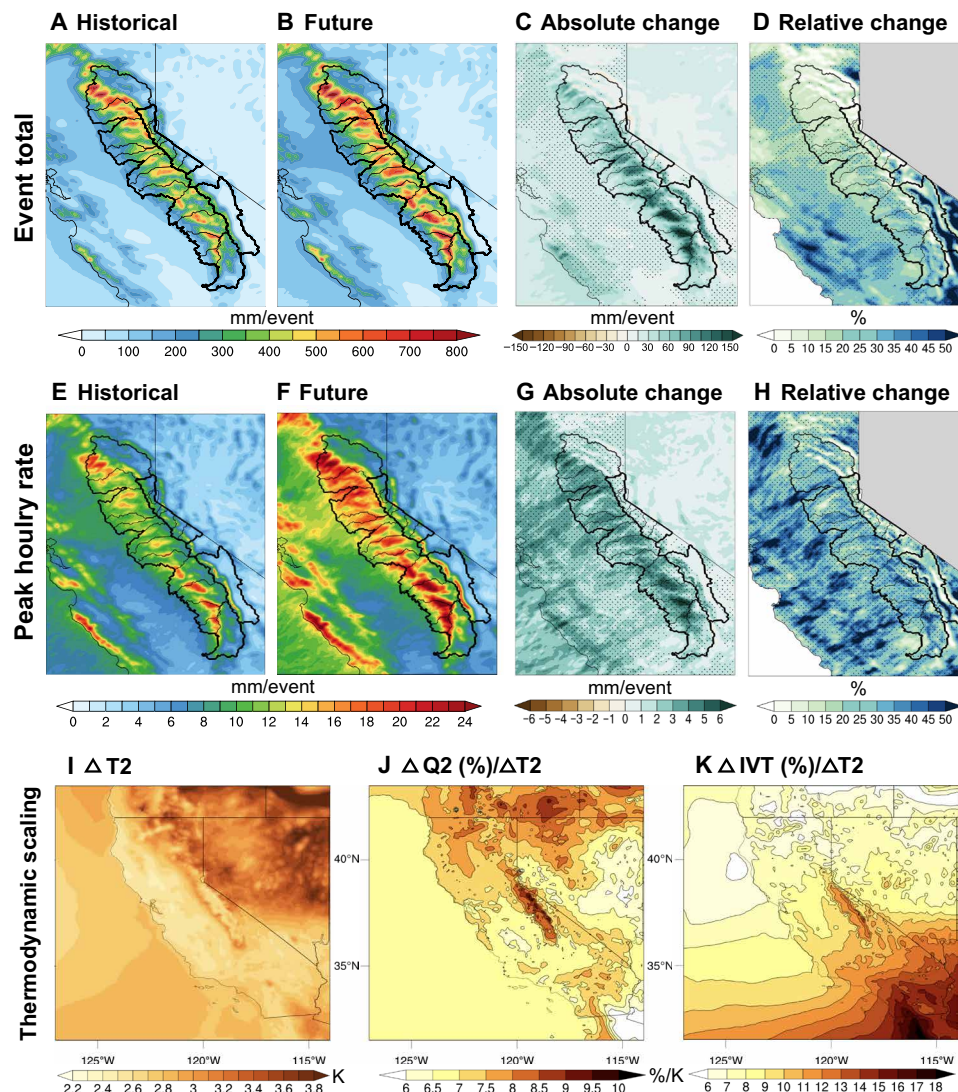 A Historical B Future C Absolute change D Relative change
Event total
mm/event mm/event %
0 100 200 300 400 500 600 700 800 −150 −120 −90 −60 −30 0 30 60 90 120 150 0 5 10 15 20 25 30 35 40 45 50
E Historical F Future G Absolute change H Relative change
Peak houlry rate
mm/event mm/event %
0 2 4 6 8 10 12 14 16 18 20 22 24 −6 −5 −4 −3 −2 −1 0 1 2 3 4 5 6 0 5 10 15 20 25 30 35 40 45 50
I △ T2 J △ Q2 (%)/△T2 K △ IVT (%)/△T2
Thermodynamic scaling
40°N 40°N
35°N 35°N
125°W 120°W 115°W 125°W 120°W 115°W 125°W 120°W 115°W
2.2 2.4 2.6 2.8 3 3.2 3.4 3.6 3.8 K 6 6.5 7 7.5 8 8.5 9 9.5 10 %/K 6 7 8 9 10 11 12 13 14 15 16 17 18